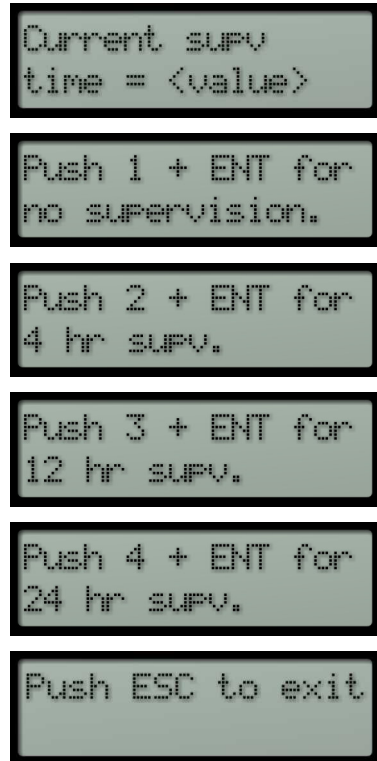 Current supv
time = <value>
Push 1 + ENT for
no supervision.
Push 2 + ENT for
4 hr supv.
Push 3 + ENT for
12 hr supv.
Push 4 + ENT for
24 hr supv.
Push ESC to exit